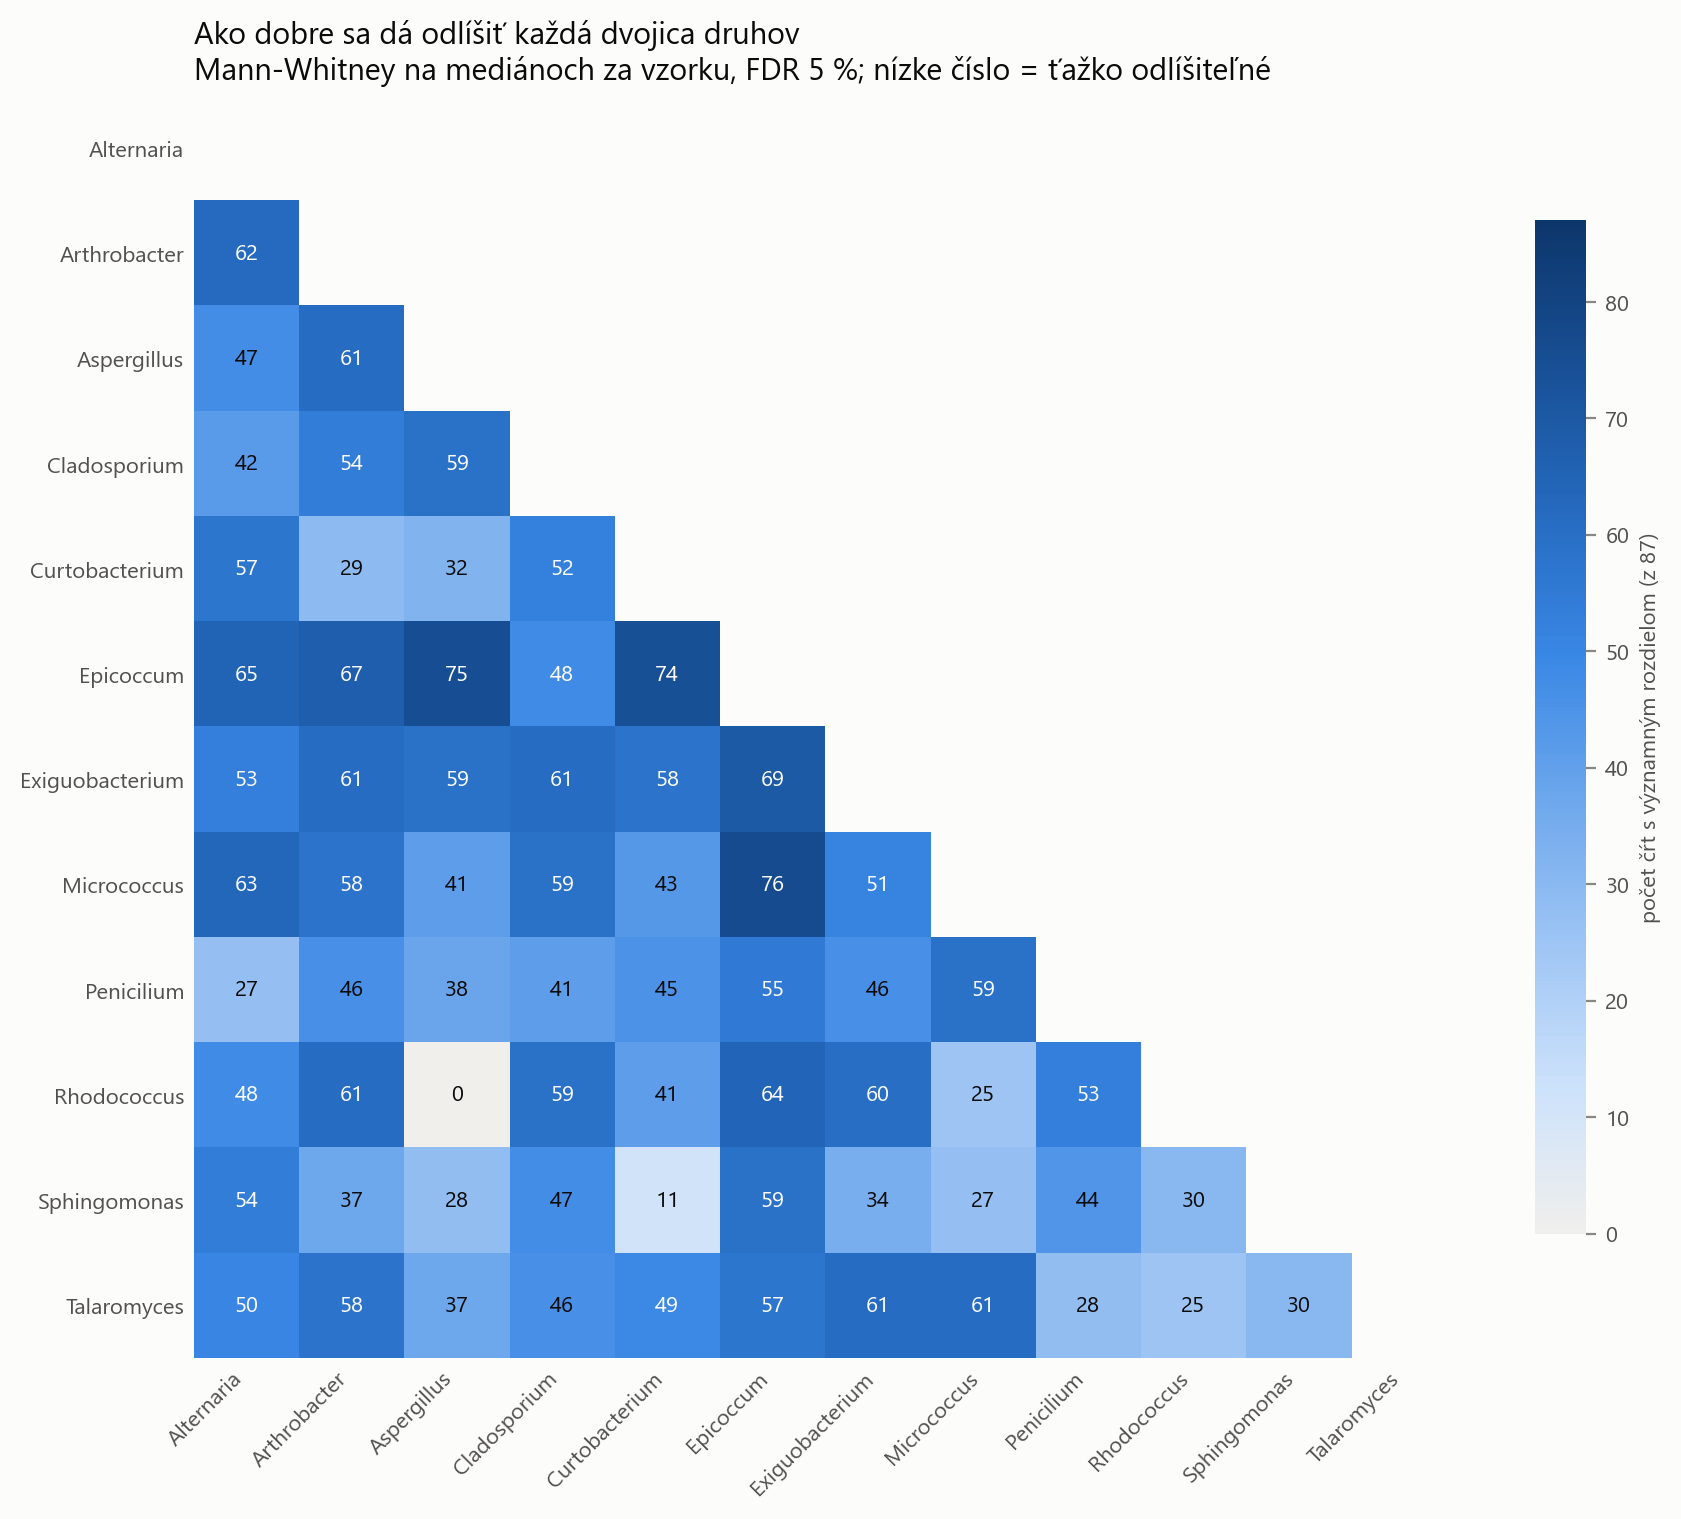 Ako dobre sa dá odlíšiť každá dvojica druhov
Mann-Whitney na mediánoch za vzorku, FDR 5 %; nízke číslo = ťažko odlíšiteľné
Alternaria
Arthrobacter 62
Aspergillus 47 61
Cladosporium 42 54 59
Curtobacterium 57 29 32 52
Epicoccum 65 67 75 48 74
Exiguobacterium 53 61 59 61 58 69
Micrococcus 63 58 41 59 43 76 51
Penicilium 27 46 38 41 45 55 46 59
Rhodococcus 48 61 0 59 41 64 60 25 53
Sphingomonas 54 37 28 47 11 59 34 27 44 30
Talaromyces 50 58 37 46 49 57 61 61 28 25 30
Alternaria
Arthrobacter
Aspergillus
Cladosporium
Curtobacterium
Epicoccum
Exiguobacterium
Micrococcus
Penicilium
Rhodococcus
Sphingomonas
Talaromyces
80
70
60
50
40
30
20
10
0
počet čŕt s významným rozdielom (z 87)